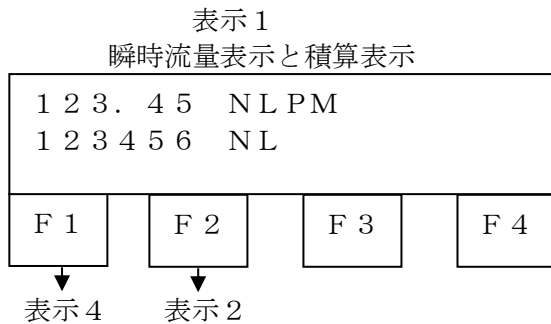 表示１
瞬時流量表示と積算表示
１２３．４５　ＮＬＰＭ
１２３４５６　ＮＬ
Ｆ１　Ｆ２　Ｆ３　Ｆ４
表示４　表示２